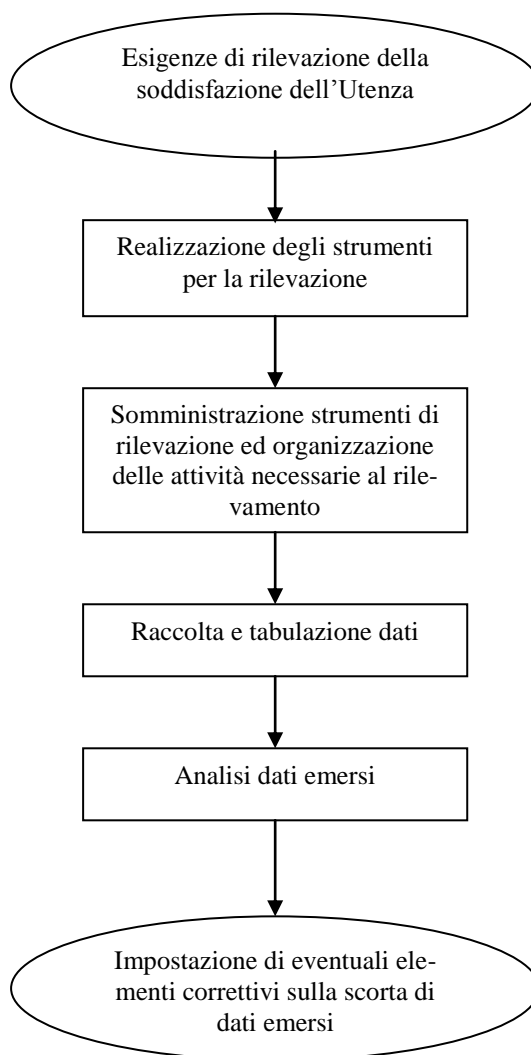 Esigenze di rilevazione della
soddisfazione dell’Utenza
Realizzazione degli strumenti
per la rilevazione
Somministrazione strumenti di
rilevazione ed organizzazione
delle attività necessarie al rile-
vamento
Raccolta e tabulazione dati
Analisi dati emersi
Impostazione di eventuali ele-
menti correttivi sulla scorta di
dati emersi